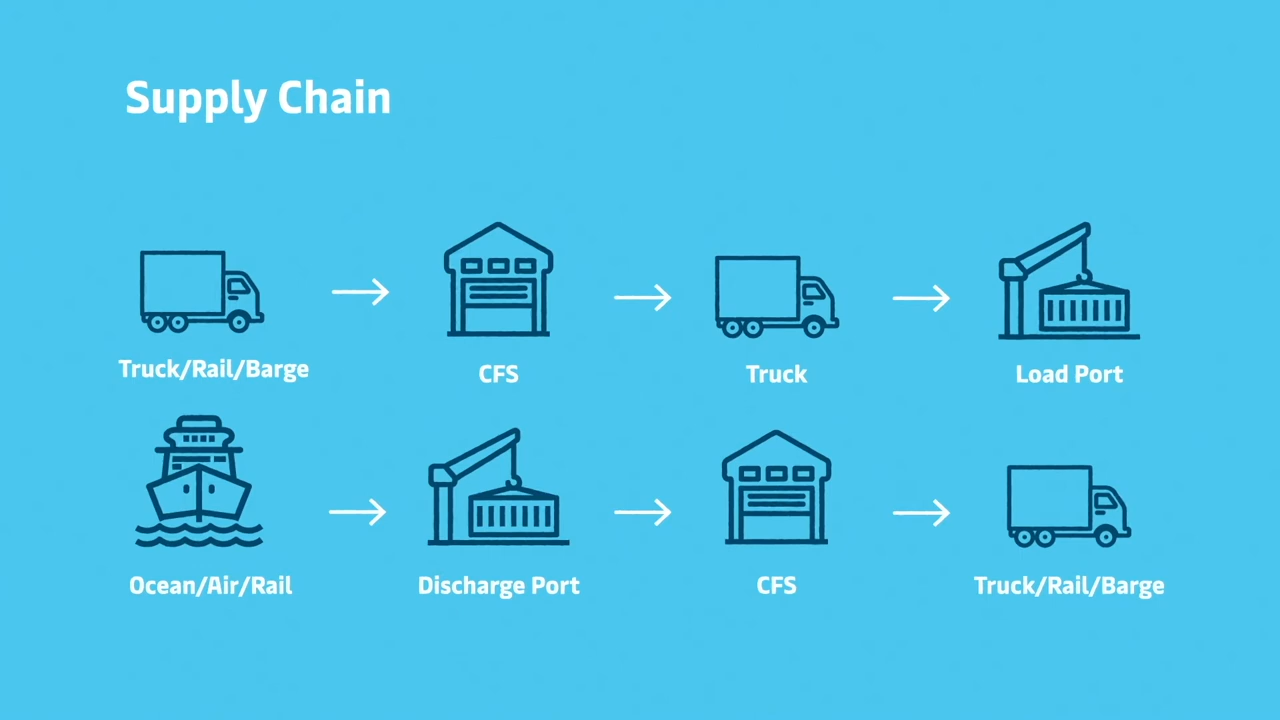 Supply Chain
Truck/Rail/Barge
CFS
Truck
Load Port
Ocean/Air/Rail
Discharge Port
CFS
Truck/Rail/Barge